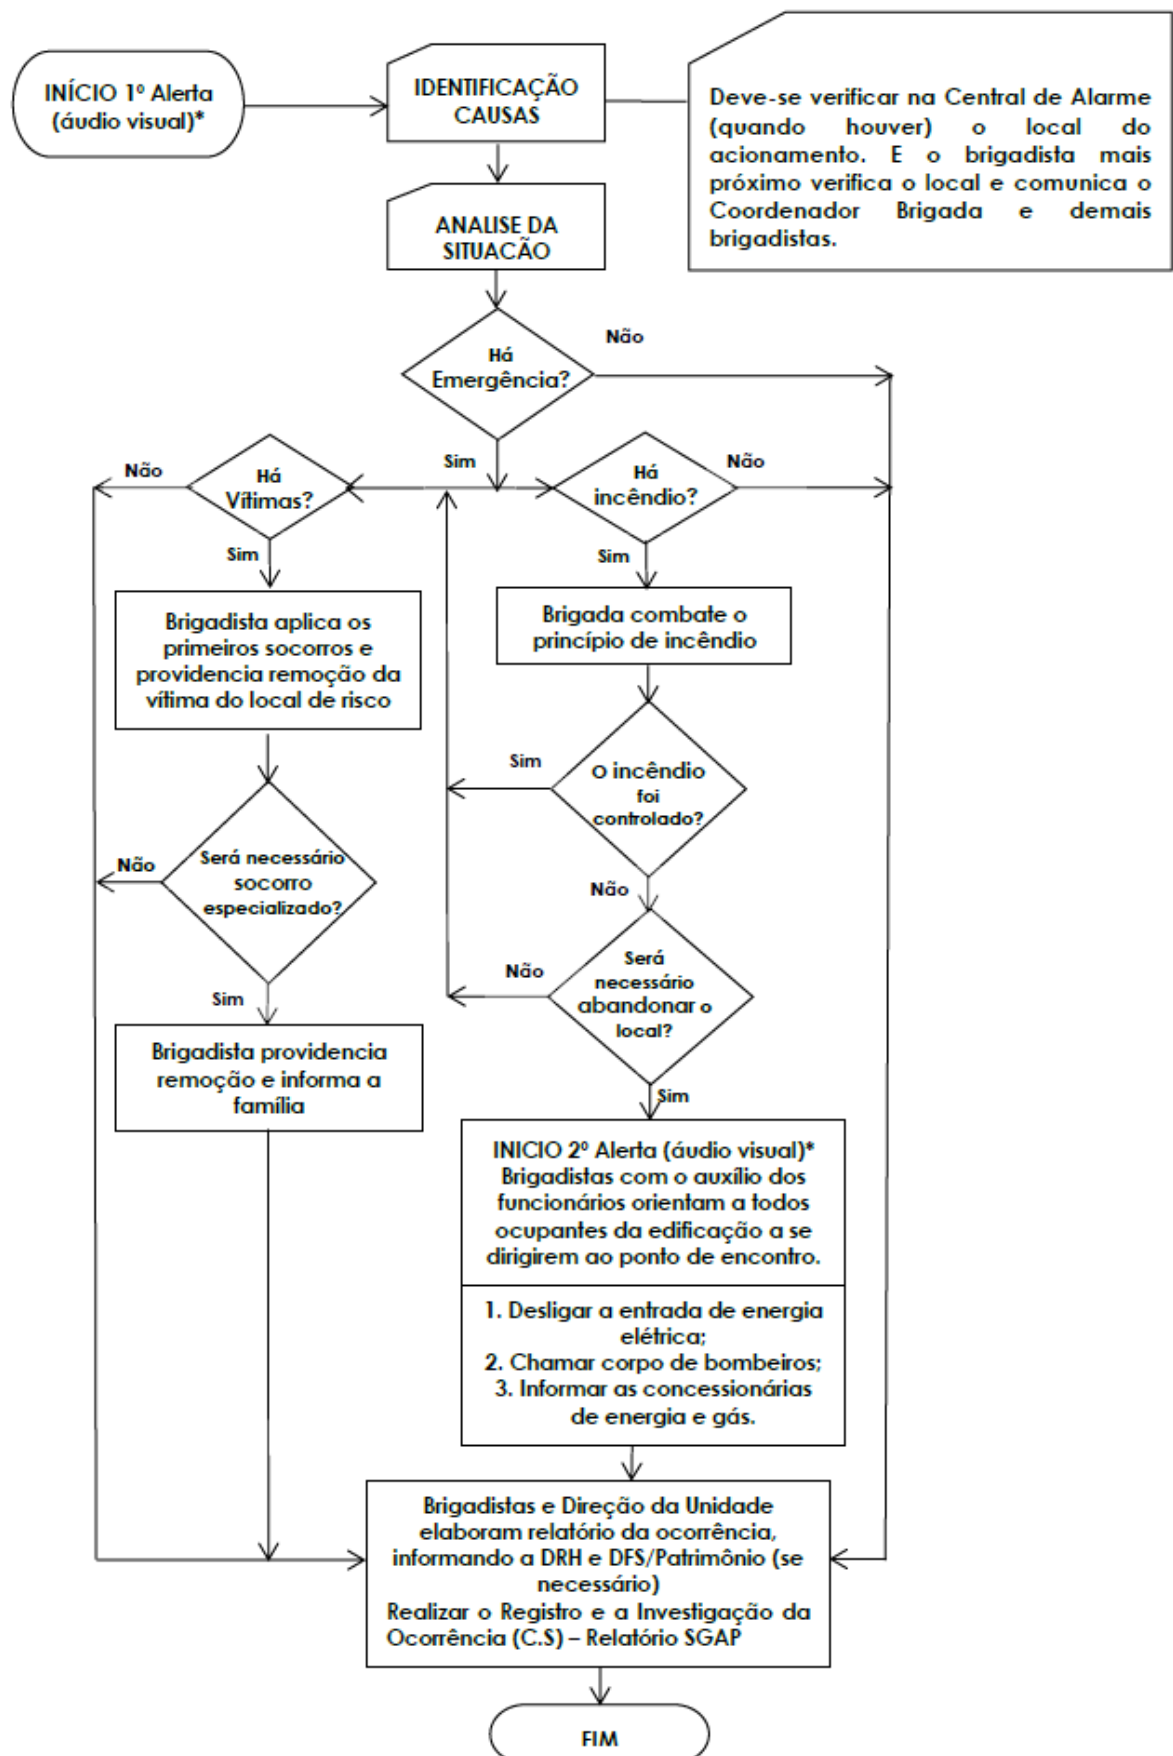 INÍCIO 1º Alerta
(áudio visual)*
IDENTIFICAÇÃO
CAUSAS
Deve-se verificar na Central de Alarme
(quando houver) o local do
acionamento. E o brigadista mais
próximo verifica o local e comunica o
Coordenador Brigada e demais
brigadistas.
ANALISE DA
SITUACÃO
Há
Emergência?
Não
Sim
Não
Há
Vítimas?
Há
incêndio?
Não
Sim
Sim
Brigadista aplica os
primeiros socorros e
providencia remoção da
vítima do local de risco
Brigada combate o
princípio de incêndio
Sim
O incêndio
foi
controlado?
Não
Será necessário
socorro
especializado?
Não
Não
Será
necessário
abandonar o
local?
Sim
Sim
Brigadista providencia
remoção e informa a
família
INICIO 2º Alerta (áudio visual)*
Brigadistas com o auxílio dos
funcionários orientam a todos
ocupantes da edificação a se
dirigirem ao ponto de encontro.
1. Desligar a entrada de energia
elétrica;
2. Chamar corpo de bombeiros;
3. Informar as concessionárias
de energia e gás.
Brigadistas e Direção da Unidade
elaboram relatório da ocorrência,
informando a DRH e DFS/Patrimônio (se
necessário)
Realizar o Registro e a Investigação da
Ocorrência (C.S) – Relatório SGAP
FIM